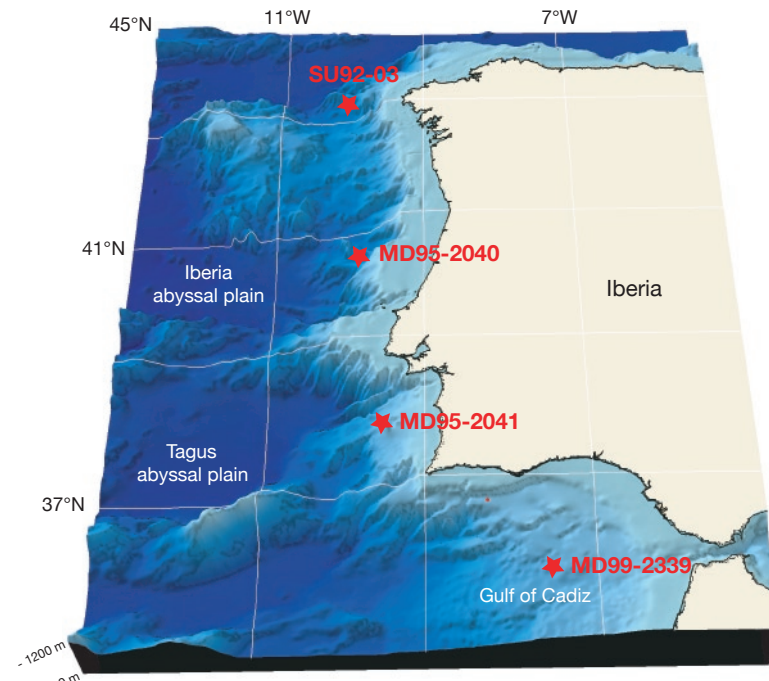 45°N
11°W
7°W
SU92-03
41°N
MD95-2040
Iberia
abyssal plain
Iberia
MD95-2041
Tagus
abyssal plain
37°N
MD99-2339
Gulf of Cadiz
- 1200 m